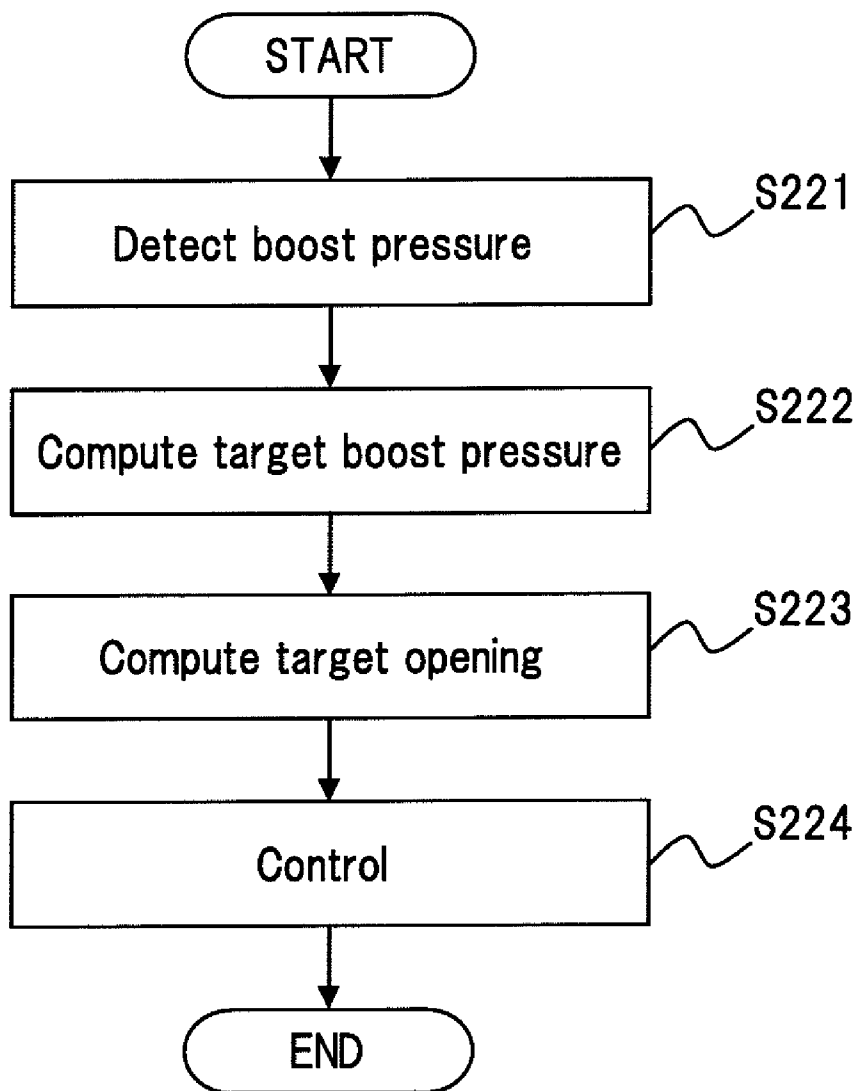 START
Detect boost pressure
S221
Compute target boost pressure
S222
Compute target opening
S223
Control
S224
END